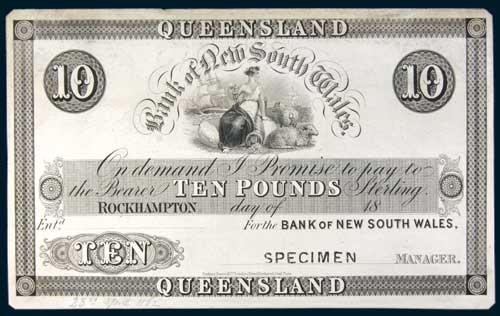 QUEENSLAND
10 Bank of New South Wales. 10
On demand I Promise to pay to
the Bearer TEN POUNDS Sterling.
ROCKHAMPTON day of 18
Entd. For the BANK OF NEW SOUTH WALES.
TEN SPECIMEN MANAGER.
QUEENSLAND